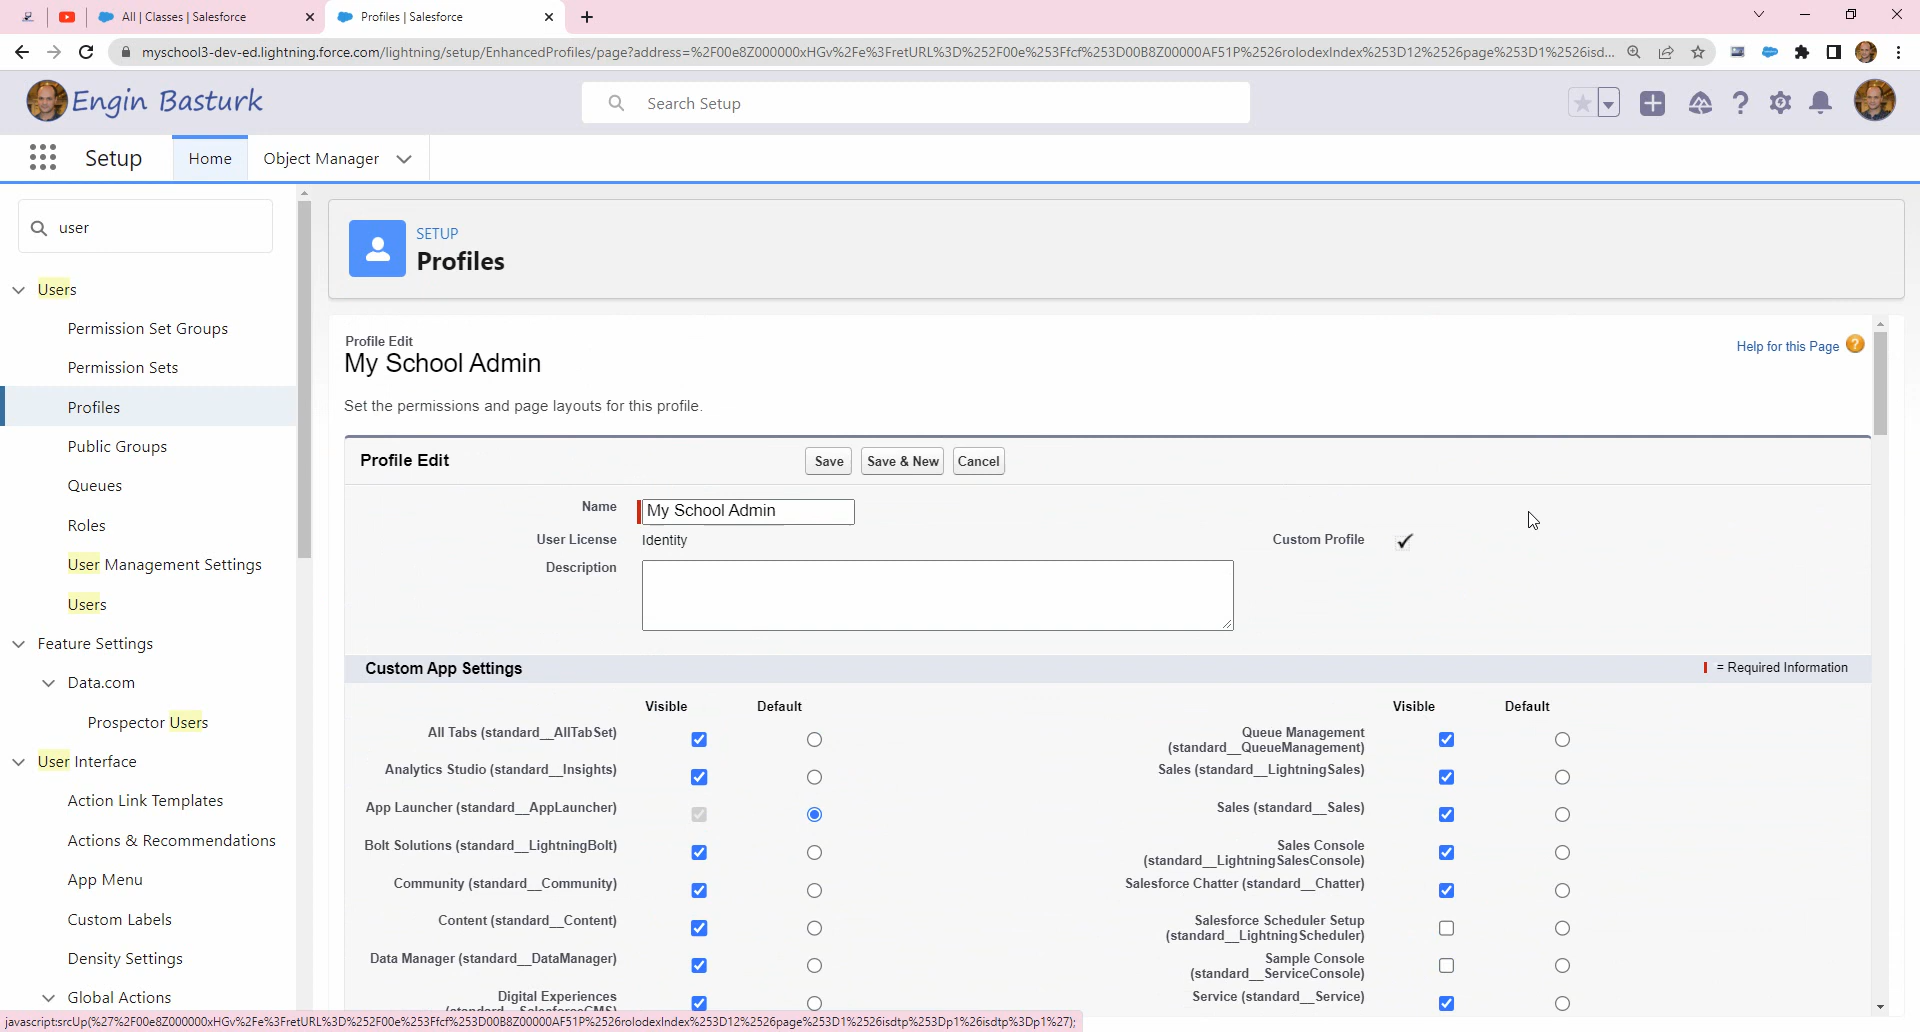 All | Classes | Salesforce
Profiles | Salesforce
myschool3-dev-ed.lightning.force.com/lightning/setup/EnhancedProfiles/page?address=%2F00e8Z000000xHGv%2Fe%3FretURL%3D%252F00e%253Ffcf%253D00B8Z00000AF51P%2526rolodexIndex%253D12%2526page%253D1%2526isd...
Engin Basturk
Search Setup
Setup
Home
Object Manager
user
Users
Permission Set Groups
Permission Sets
Profiles
Public Groups
Queues
Roles
User Management Settings
Users
Feature Settings
Data.com
Prospector Users
User Interface
Action Link Templates
Actions & Recommendations
App Menu
Custom Labels
Density Settings
Global Actions
SETUP
Profiles
Profile Edit
My School Admin
Help for this Page
Set the permissions and page layouts for this profile.
Profile Edit
Save
Save & New
Cancel
Name
My School Admin
User License
Identity
Custom Profile
Description
Custom App Settings
= Required Information
Visible Default
Visible Default
All Tabs (standard__AllTabSet)
Queue Management
(standard__QueueManagement)
Analytics Studio (standard__Insights)
Sales (standard__LightningSales)
App Launcher (standard__AppLauncher)
Sales (standard__Sales)
Bolt Solutions (standard__LightningBolt)
Sales Console
(standard__LightningSalesConsole)
Community (standard__Community)
Salesforce Chatter (standard__Chatter)
Content (standard__Content)
Salesforce Scheduler Setup
(standard__LightningScheduler)
Data Manager (standard__DataManager)
Sample Console
(standard__ServiceConsole)
Digital Experiences
(standard__SalesforceCMS)
Service (standard__Service)
javascript:srcUp(%27%2F00e8Z000000xHGv%2Fe%3FretURL%3D%252F00e%253Ffcf%253D00B8Z00000AF51P%2526rolodexIndex%253D12%2526page%253D1%2526isdtp%253Dp1%26isdtp%3Dp1%27);